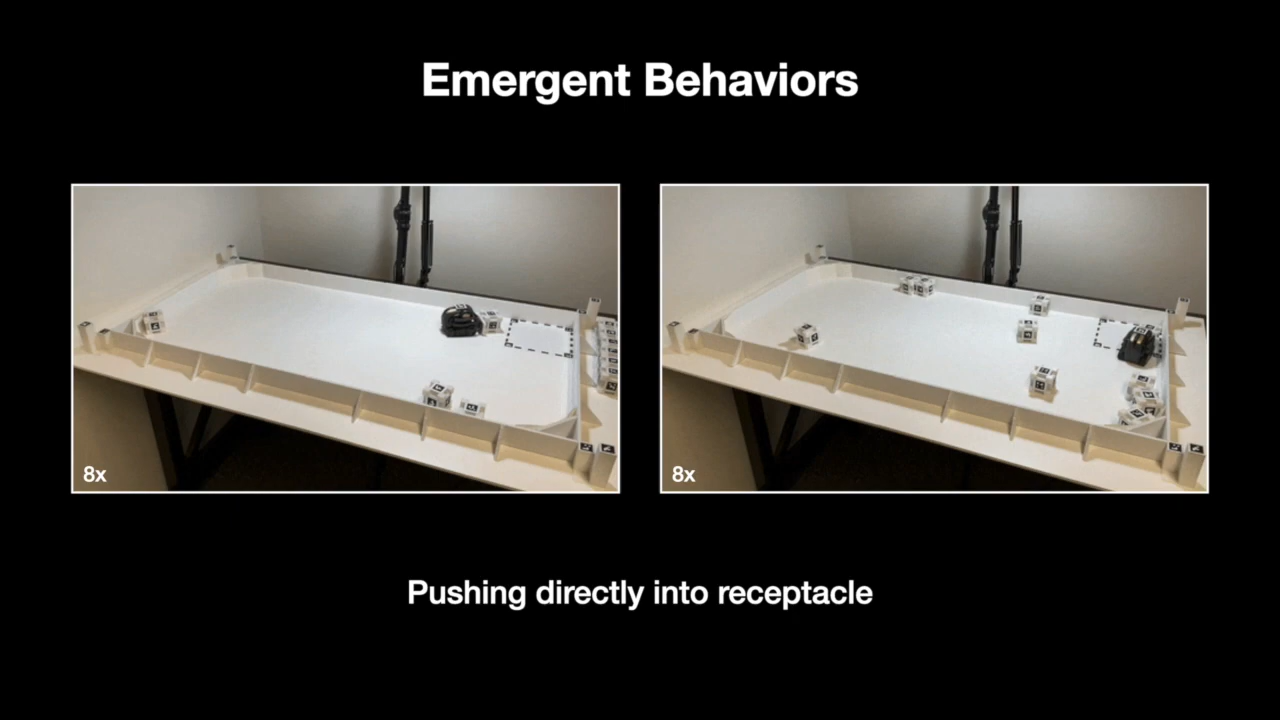 Emergent Behaviors
8x
8x
Pushing directly into receptacle